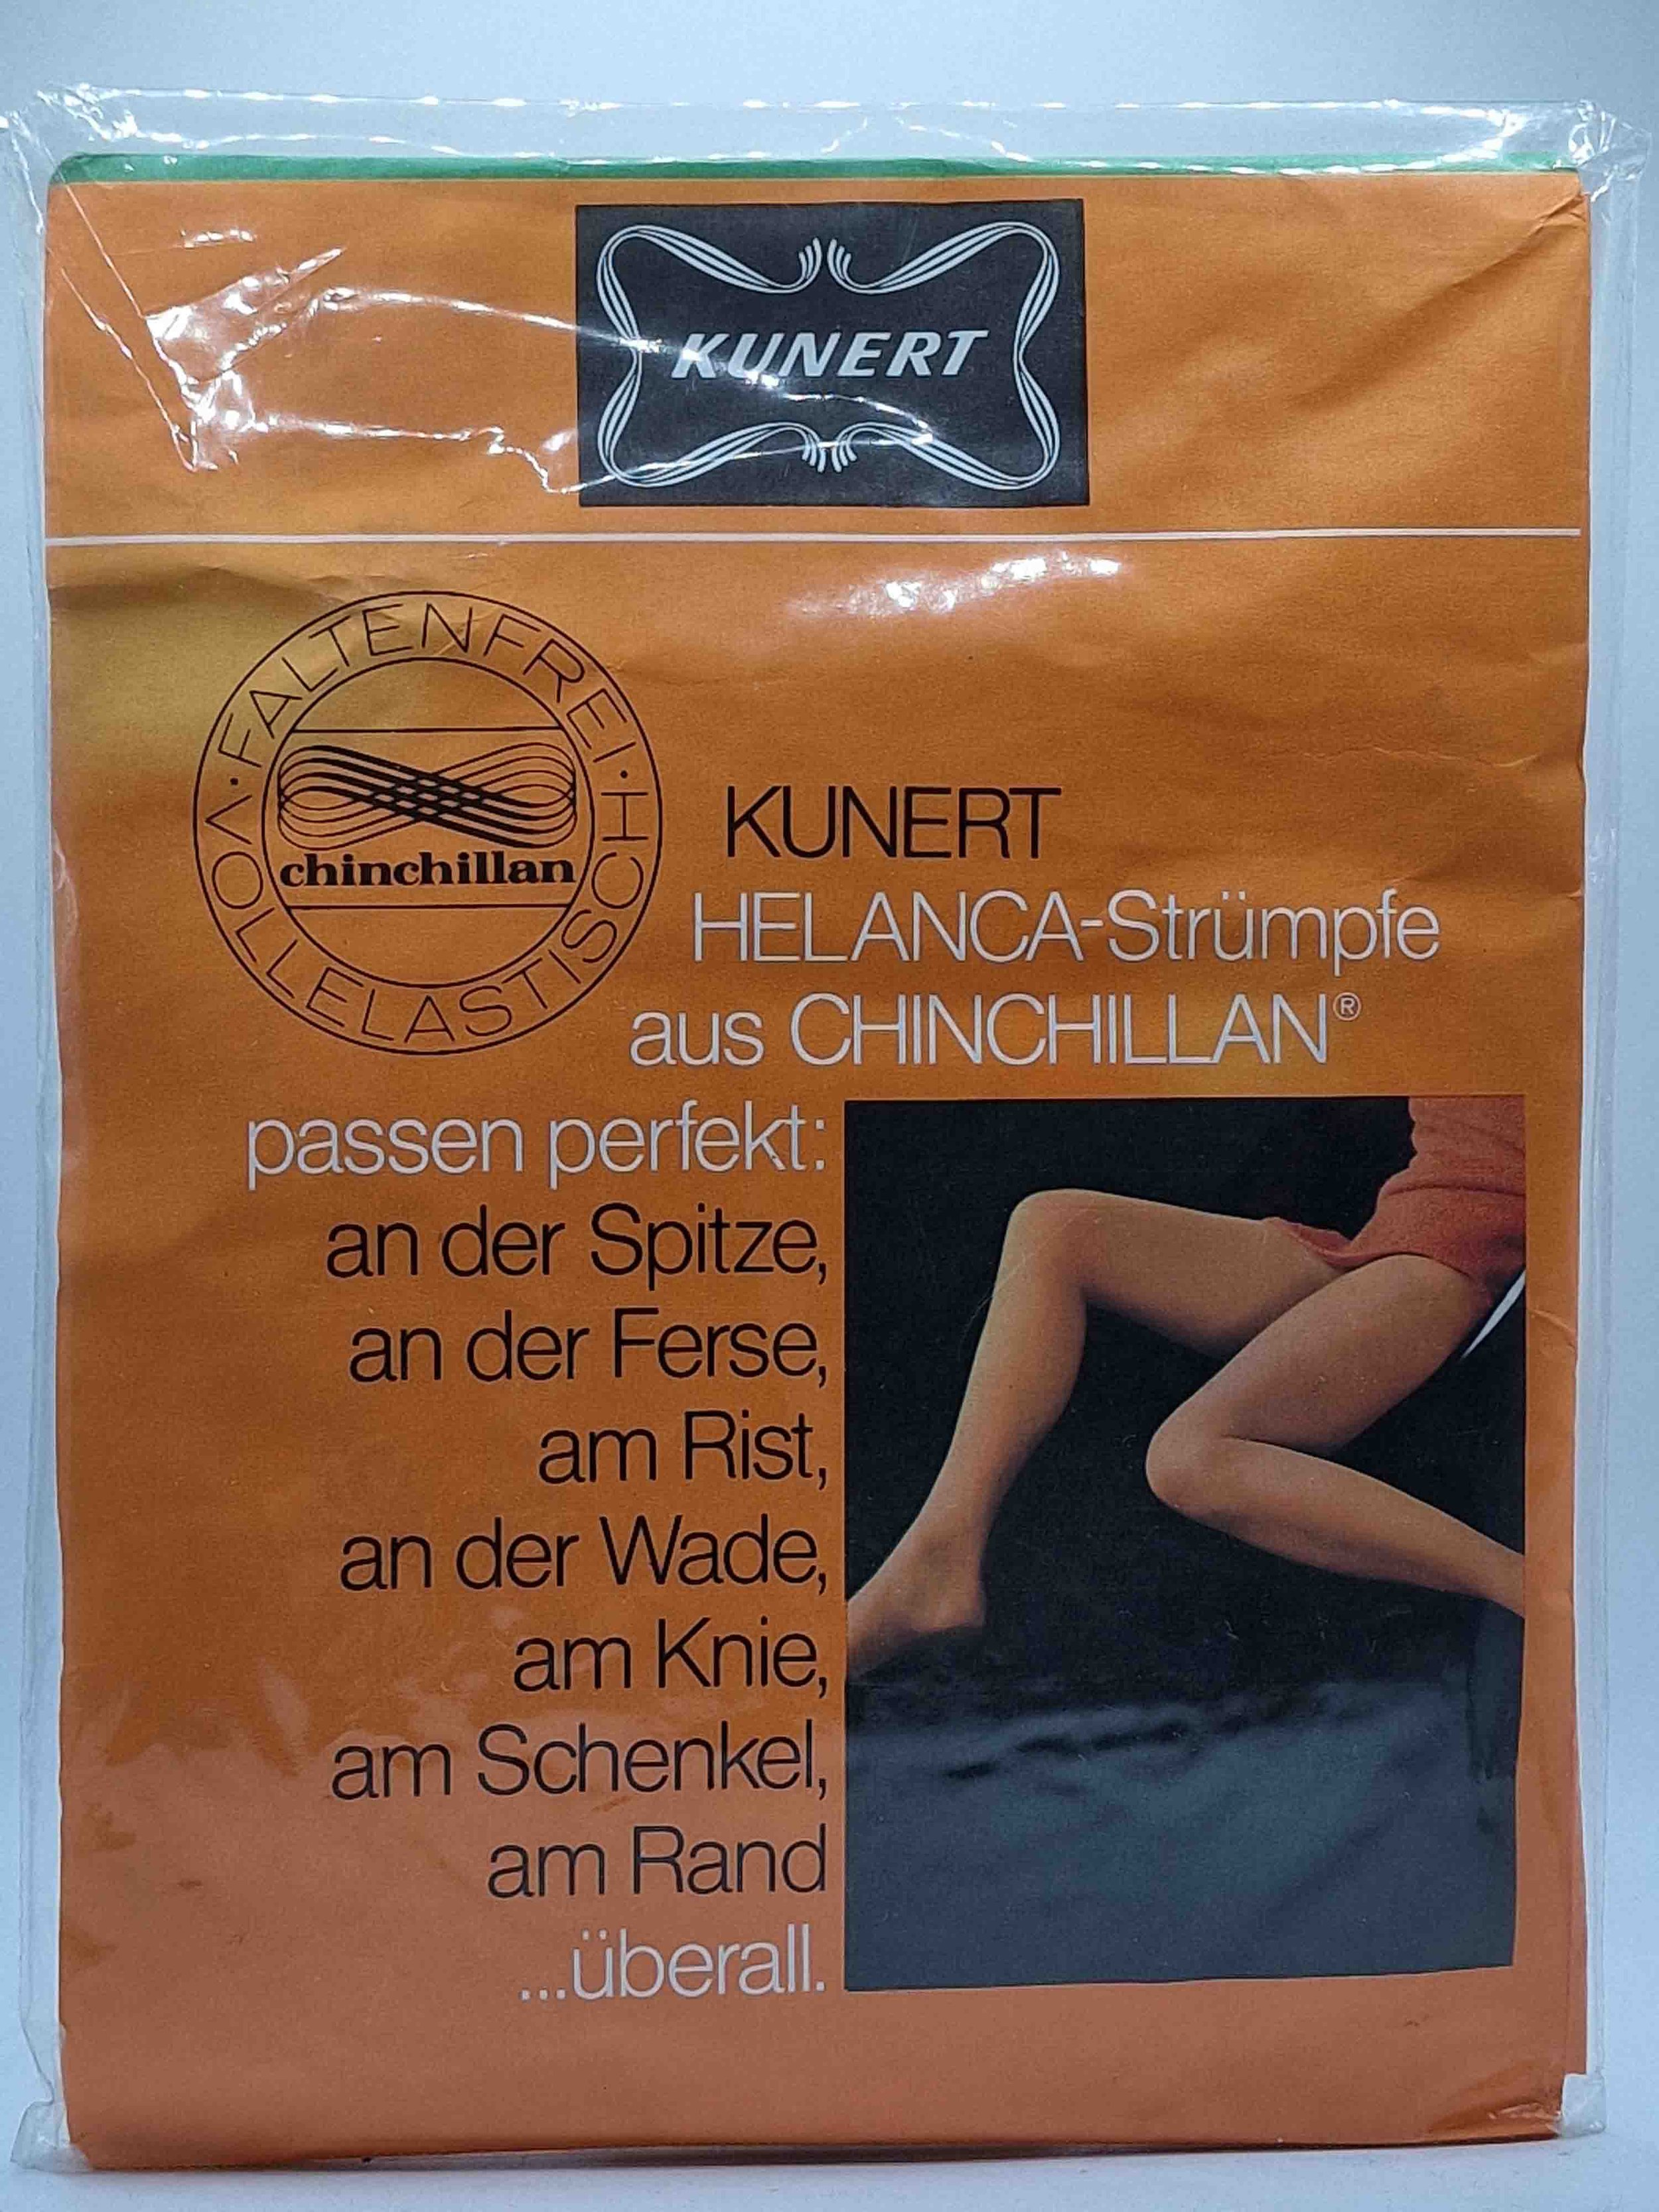 KUNERT
FALTENFREI · HOCH
VOLLELASTISCH
chinchillan
KUNERT
HELANCA-Strümpfe
aus CHINCHILLAN®
passen perfekt:
an der Spitze,
an der Ferse,
am Rist,
an der Wade,
am Knie,
am Schenkel,
am Rand
...überall.